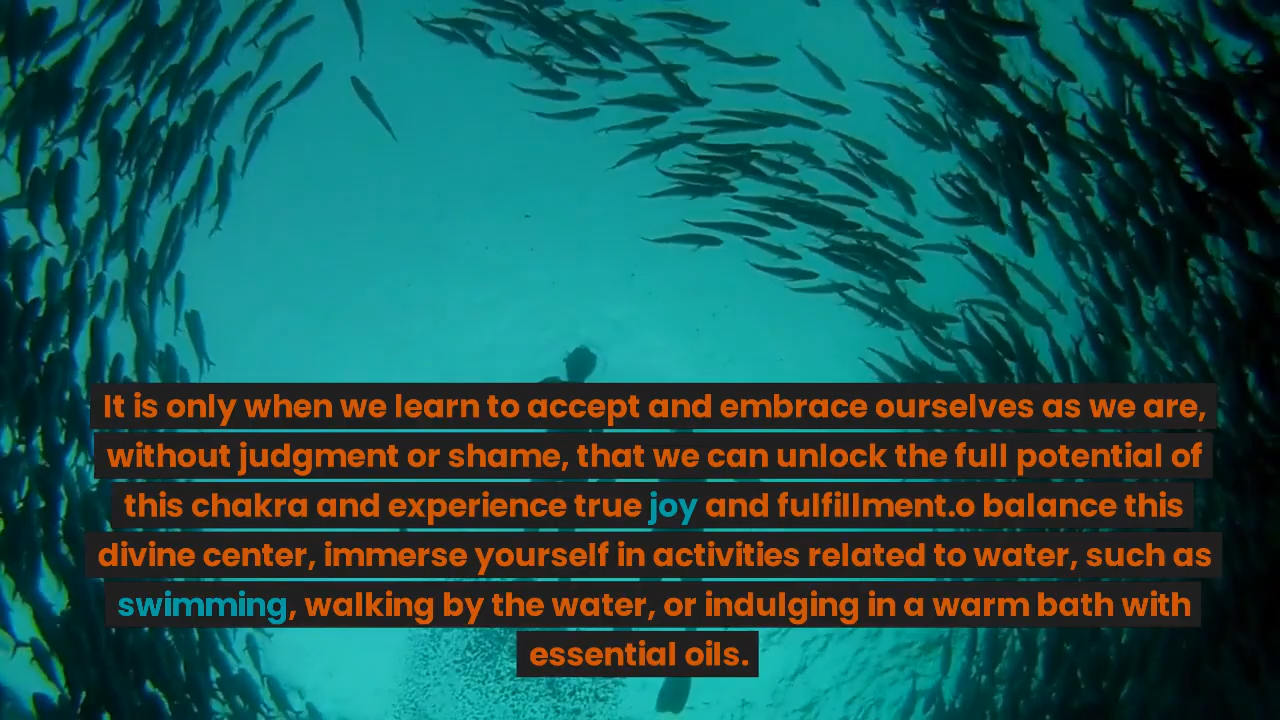 It is only when we learn to accept and embrace ourselves as we are,
without judgment or shame, that we can unlock the full potential of
this chakra and experience true joy and fulfillment.o balance this
divine center, immerse yourself in activities related to water, such as
swimming, walking by the water, or indulging in a warm bath with
essential oils.